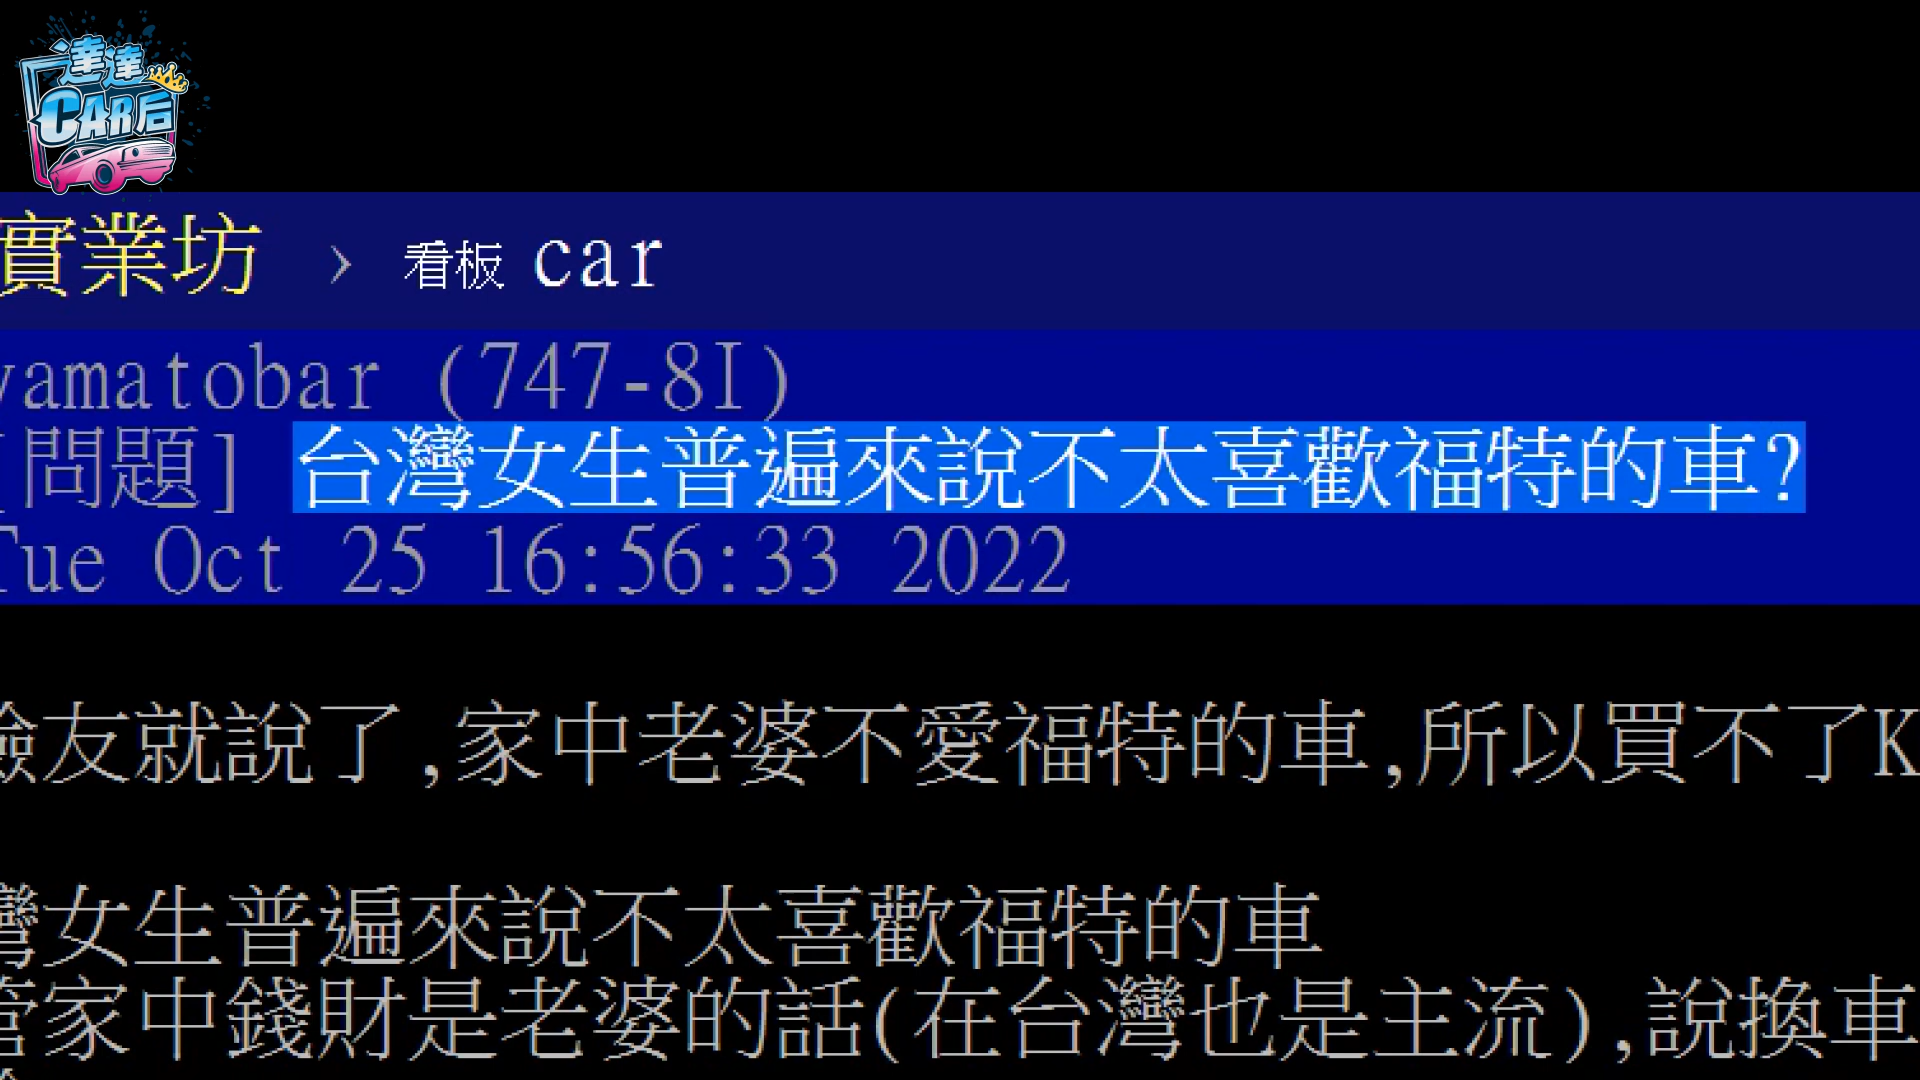 達達
CAR后
實業坊 › 看板 car
yamatobar (747-8I)
[問題] 台灣女生普遍來說不太喜歡福特的車?
Tue Oct 25 16:56:33 2022
臉友就說了,家中老婆不愛福特的車,所以買不了K
灣女生普遍來說不太喜歡福特的車
管家中錢財是老婆的話(在台灣也是主流),說換車